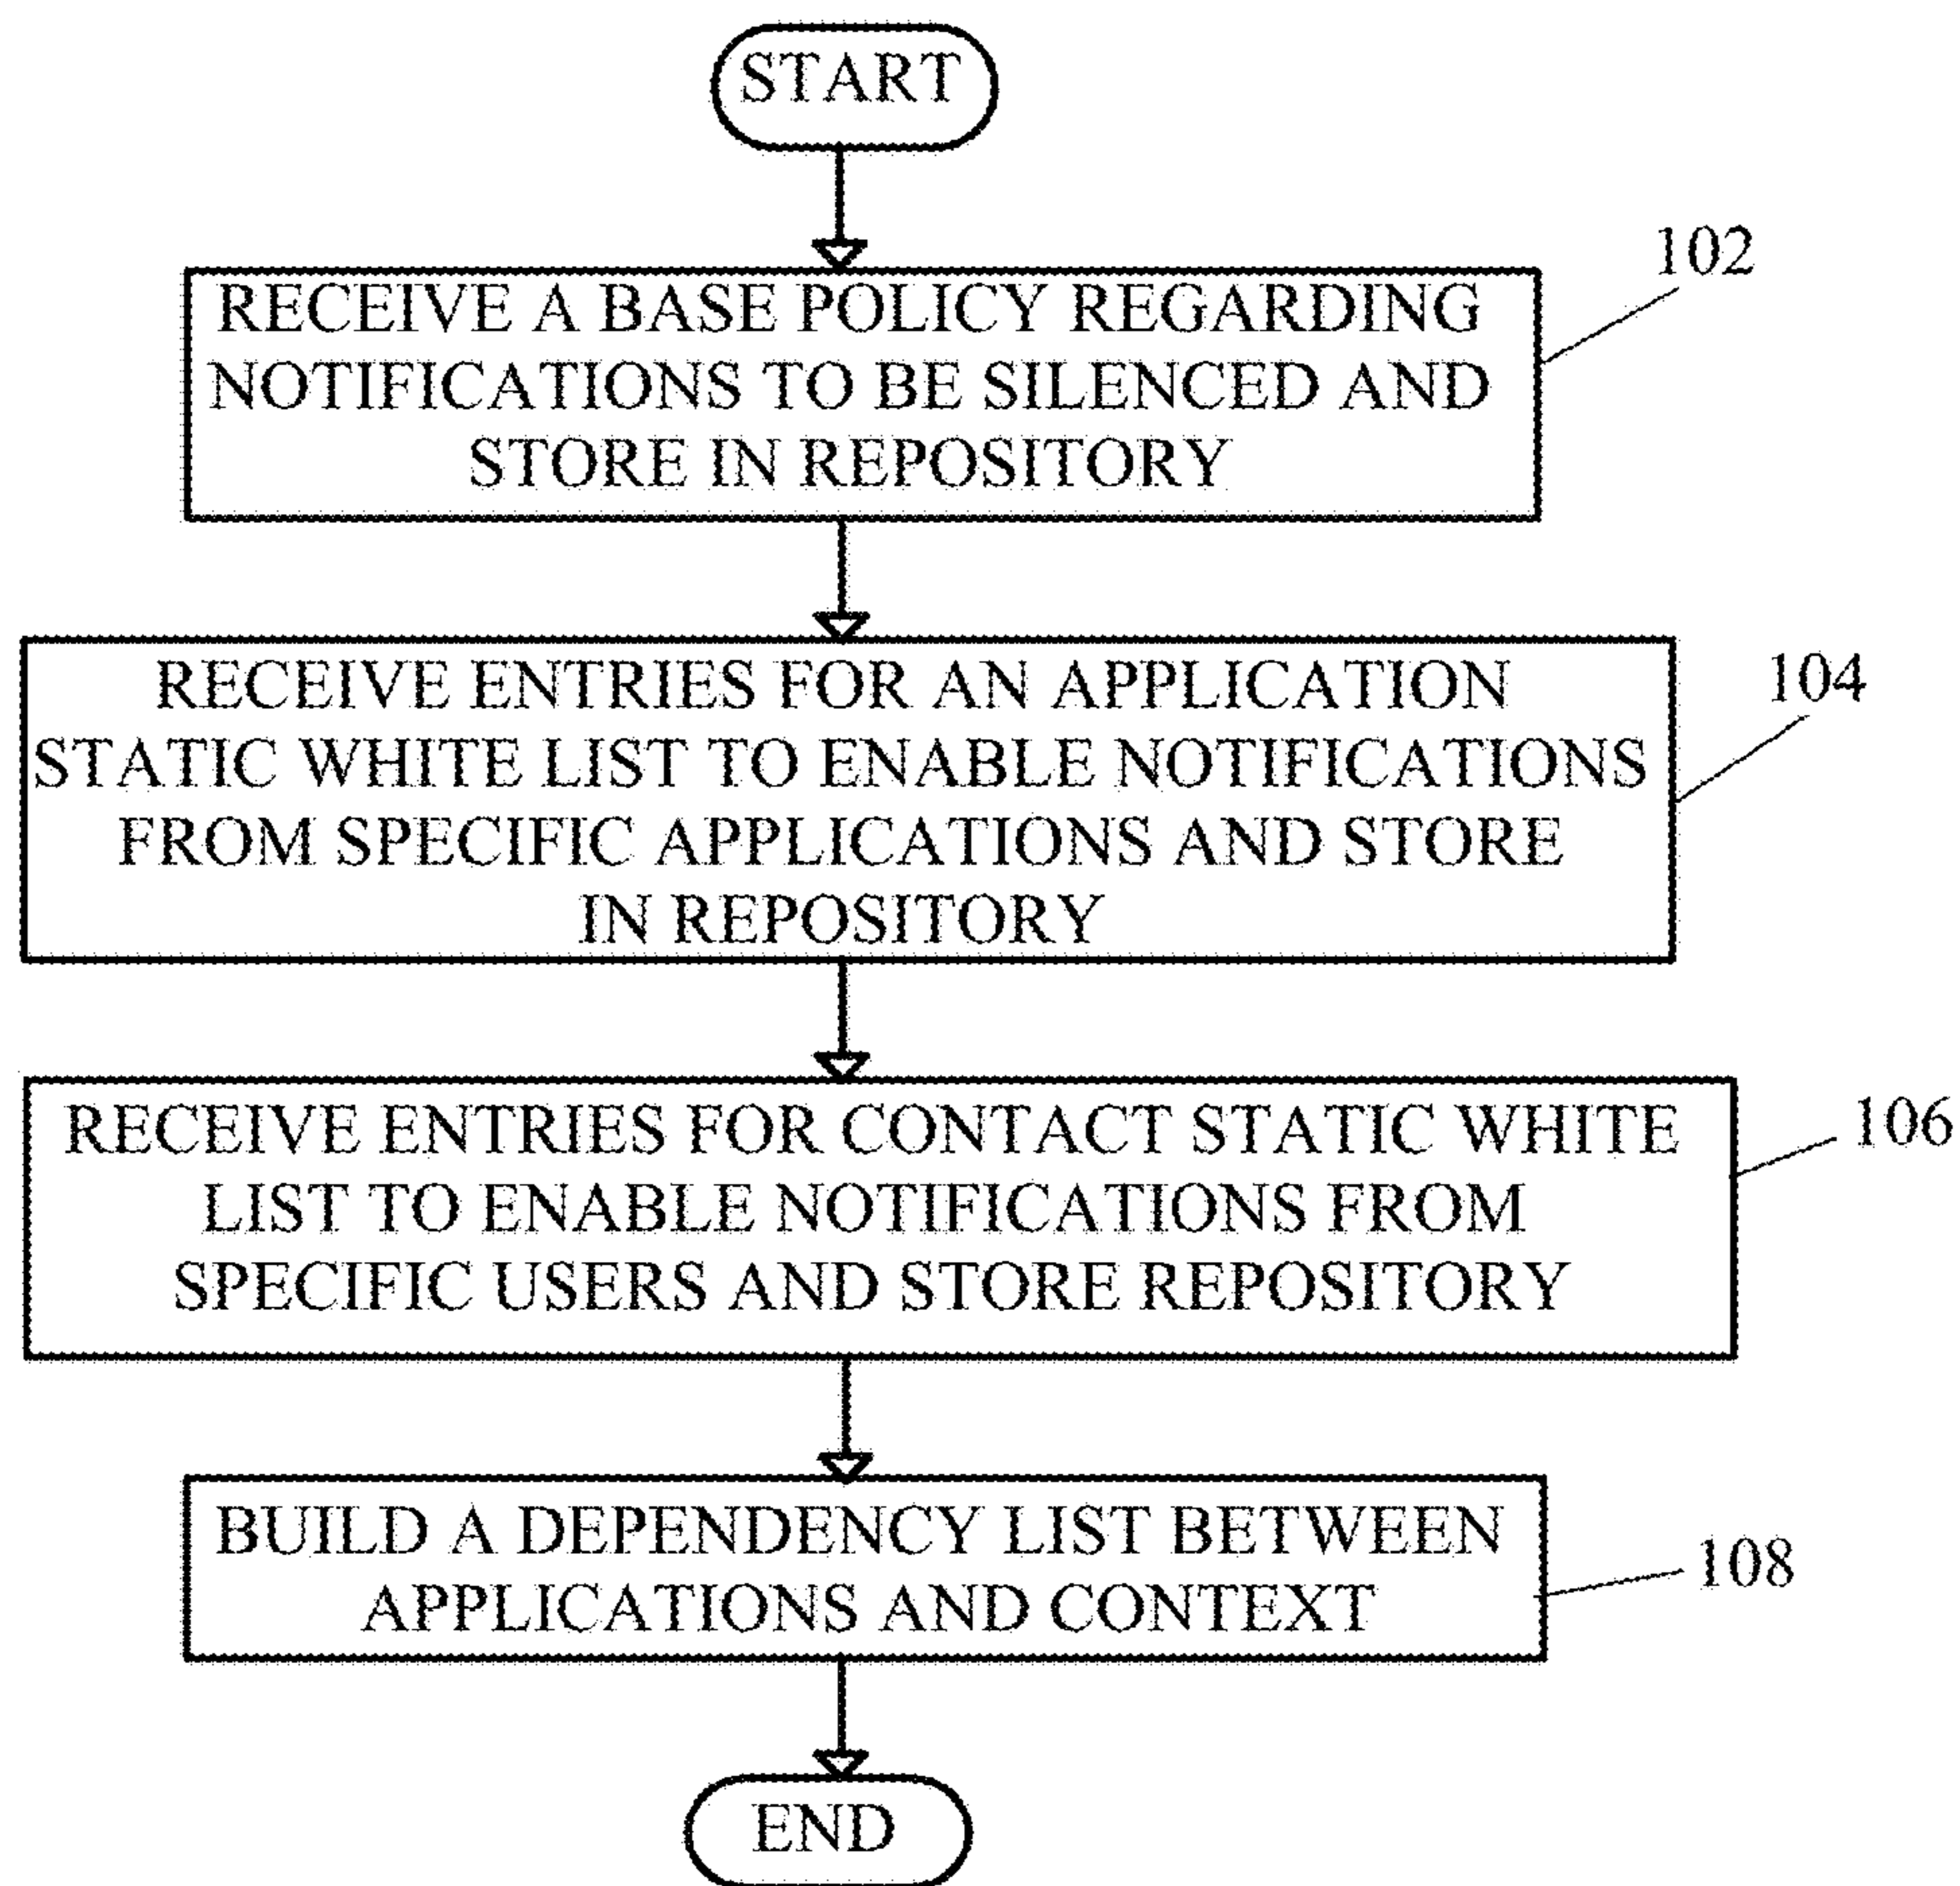 START
102
RECEIVE A BASE POLICY REGARDING
NOTIFICATIONS TO BE SILENCED AND
STORE IN REPOSITORY
104
RECEIVE ENTRIES FOR AN APPLICATION
STATIC WHITE LIST TO ENABLE NOTIFICATIONS
FROM SPECIFIC APPLICATIONS AND STORE
IN REPOSITORY
106
RECEIVE ENTRIES FOR CONTACT STATIC WHITE
LIST TO ENABLE NOTIFICATIONS FROM
SPECIFIC USERS AND STORE REPOSITORY
BUILD A DEPENDENCY LIST BETWEEN
APPLICATIONS AND CONTEXT
108
END